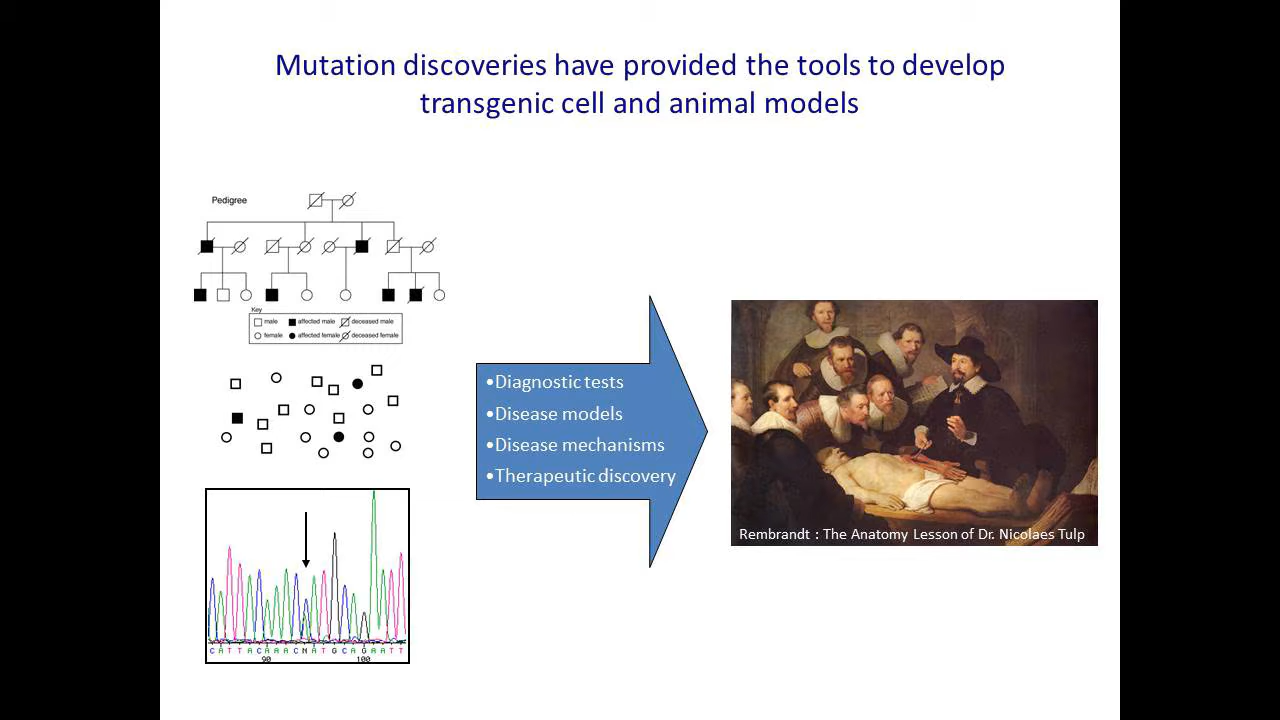 Mutation discoveries have provided the tools to develop
transgenic cell and animal models
Pedigree
Key
male affected male deceased male
female affected female deceased female
•Diagnostic tests
•Disease models
•Disease mechanisms
•Therapeutic discovery
Rembrandt : The Anatomy Lesson of Dr. Nicolaes Tulp
C A T T A C A A A C N A T G C A G A A T T
90 100